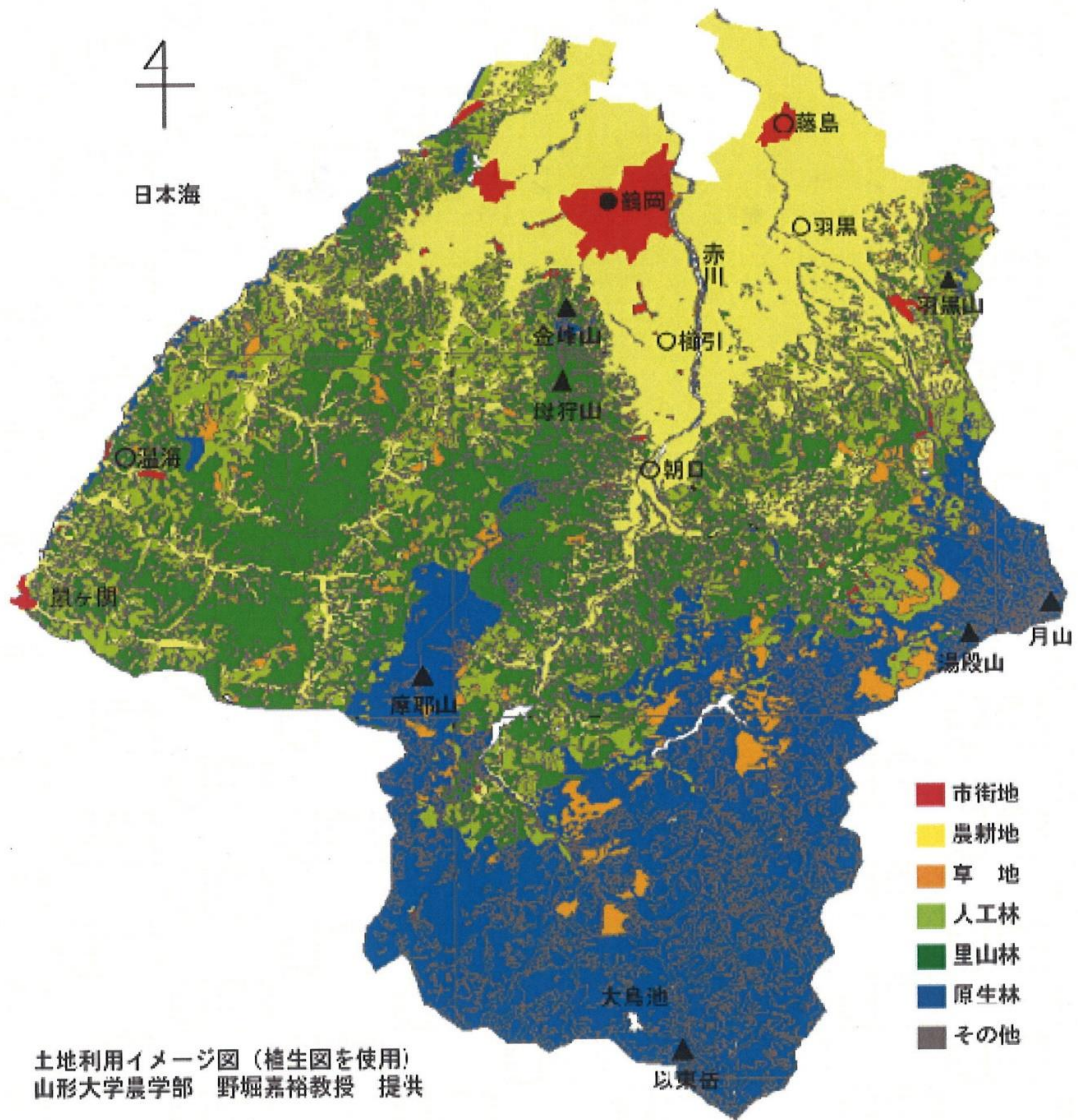 日本海
藤島
鶴岡
羽黒
赤川
羽黒山
金峰山
櫛引
母狩山
温海
朝日
鼠ヶ関
月山
湯殿山
摩耶山
市街地
農耕地
草 地
人工林
里山林
原生林
その他
大鳥池
以東岳
土地利用イメージ図（植生図を使用）
山形大学農学部 野堀嘉裕教授 提供